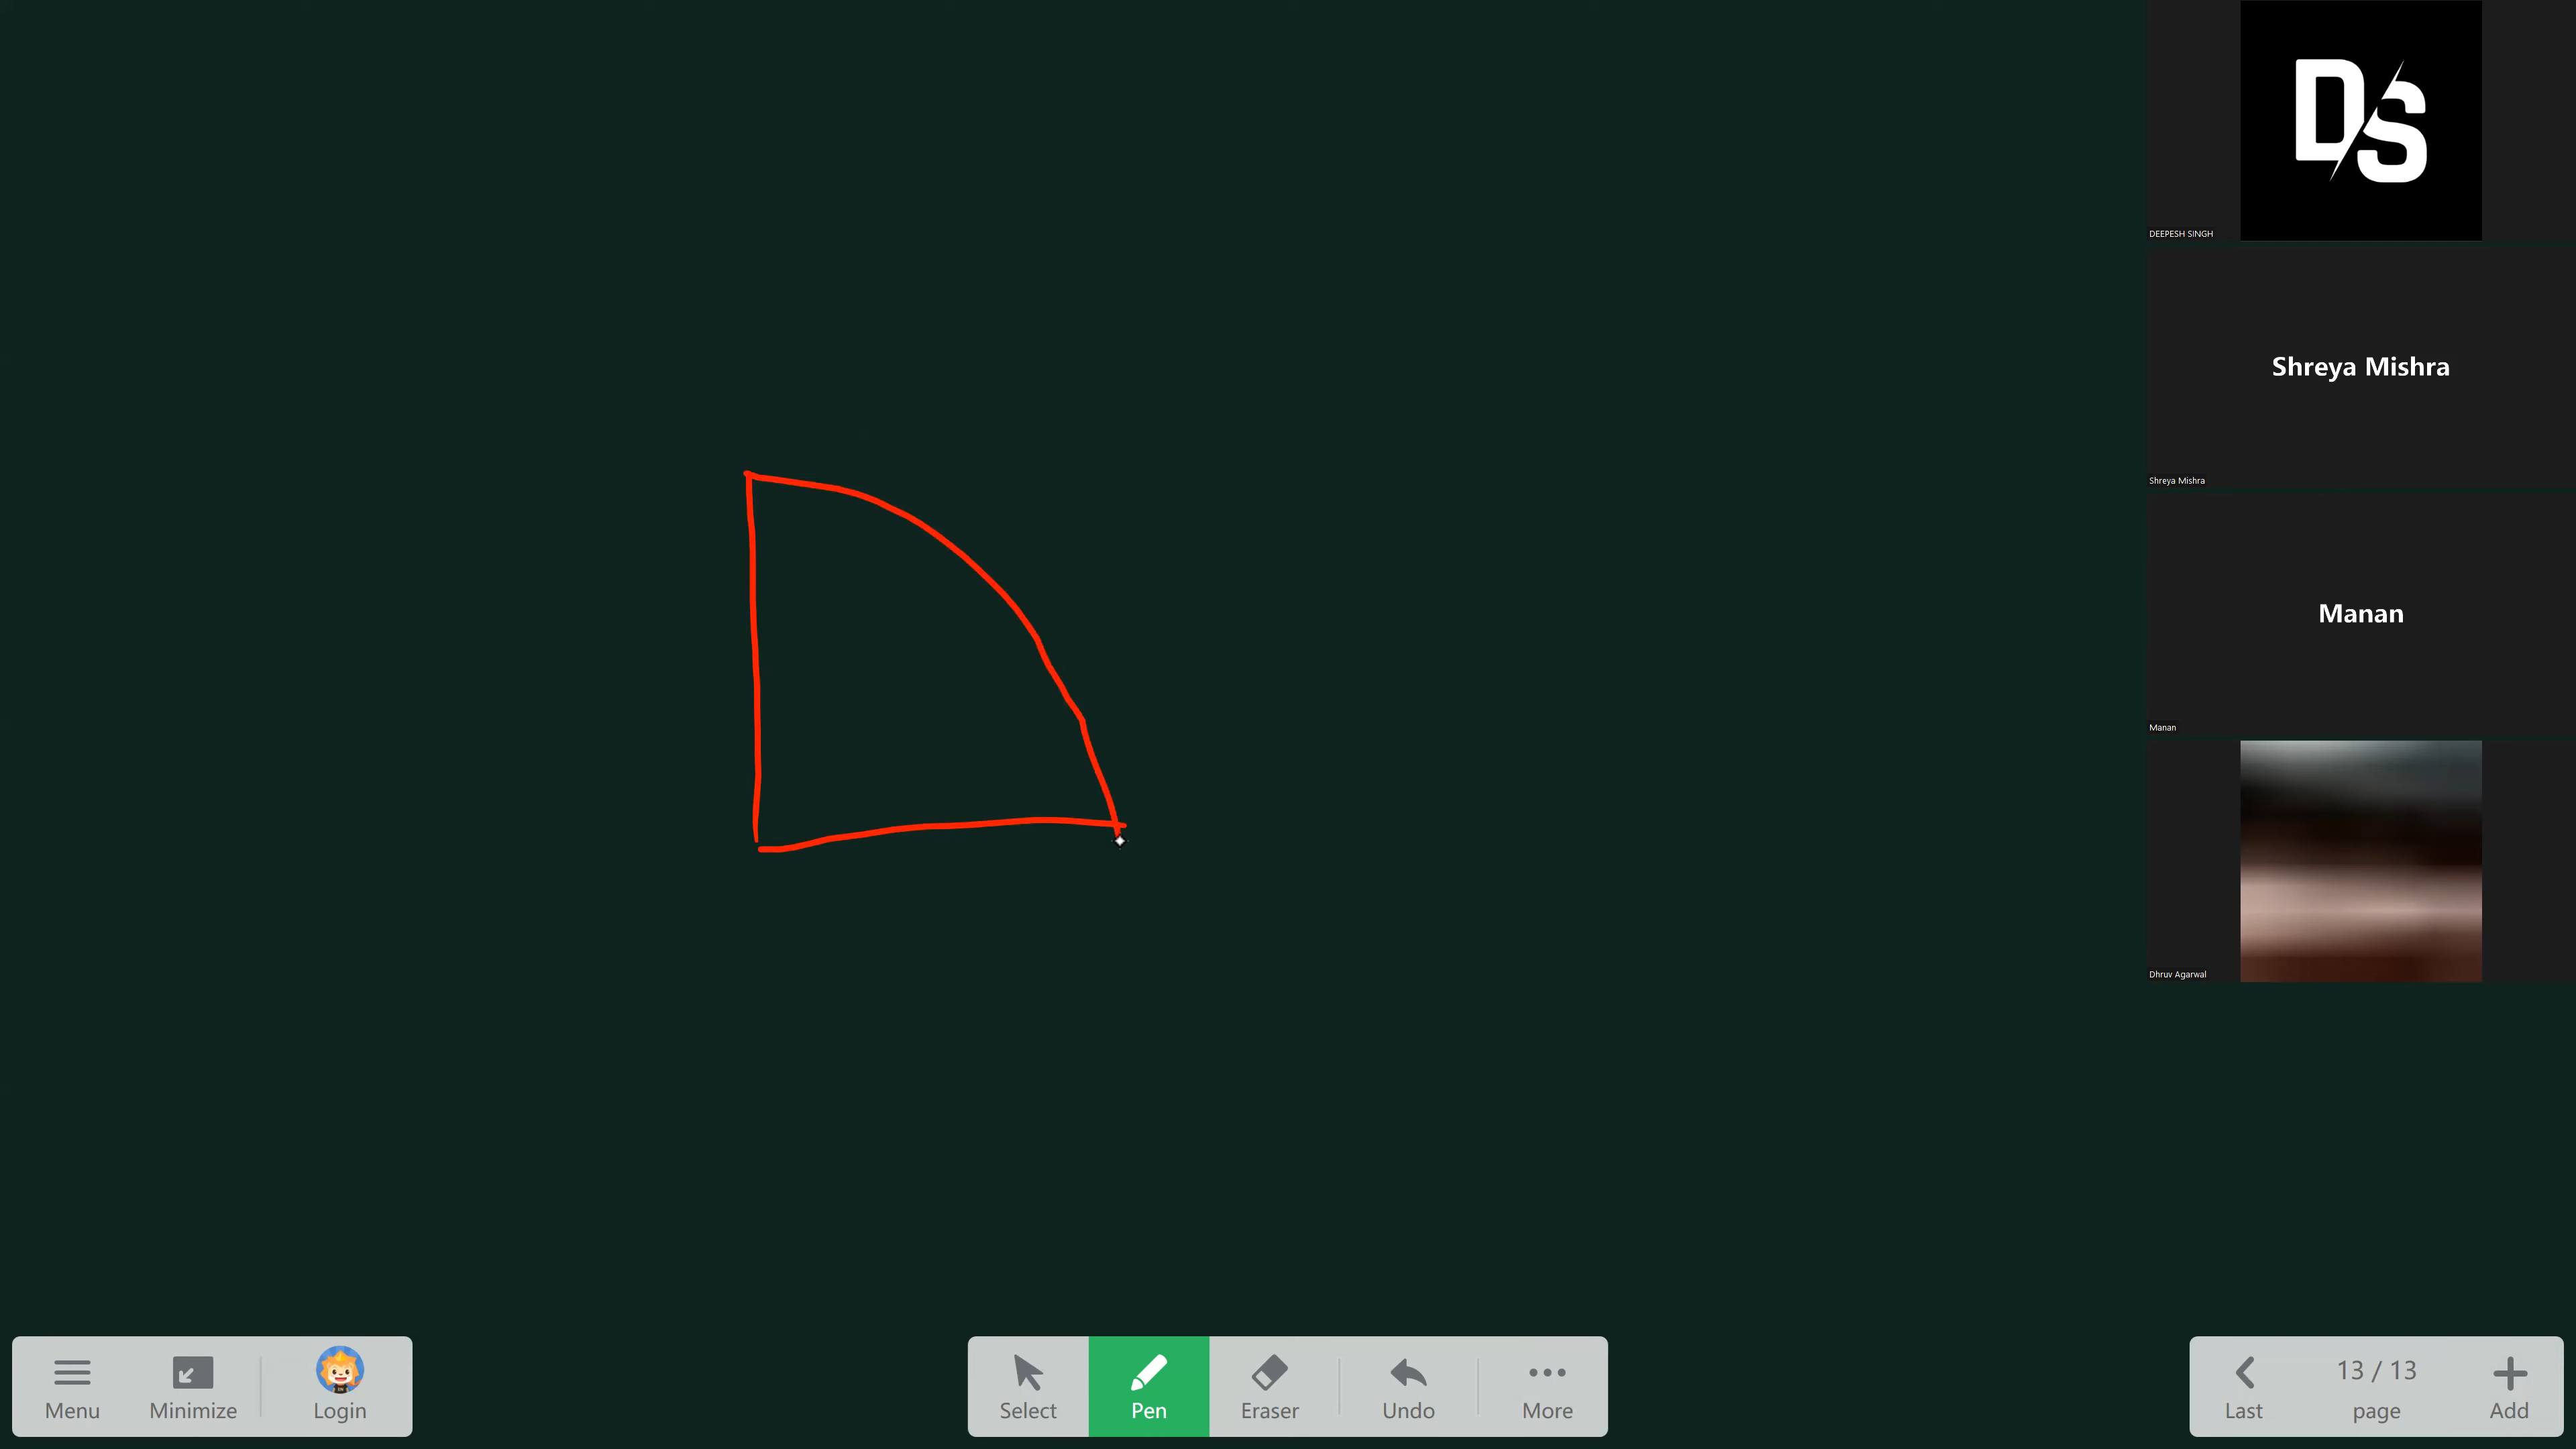 DS
DEEPESH SINGH
Shreya Mishra
Shreya Mishra
Manan
Manan
Dhruv Agarwal
Menu
Minimize
Login
Select
Pen
Eraser
Undo
More
Last
13 / 13
page
Add